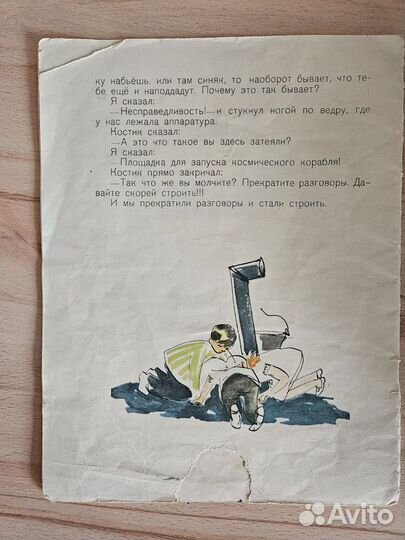 ку набьёшь. или там синяк, то наоборот бывает, что те-
бе ещё и наподдадут. Почему это так бывает?
Я сказал:
—Несправедливость!—и стукнул ногой по ведру, где
у нас лежала аппаратура.
Костик сказал:
—А это что такое вы здесь затеяли?
Я сказал:
—Площадка для запуска космического корабля!
Костик прямо закричал:
—Так что же вы молчите? Прекратите разговоры. Да-
вайте скорей строить!!!
И мы прекратили разговоры и стали строить.
Avito